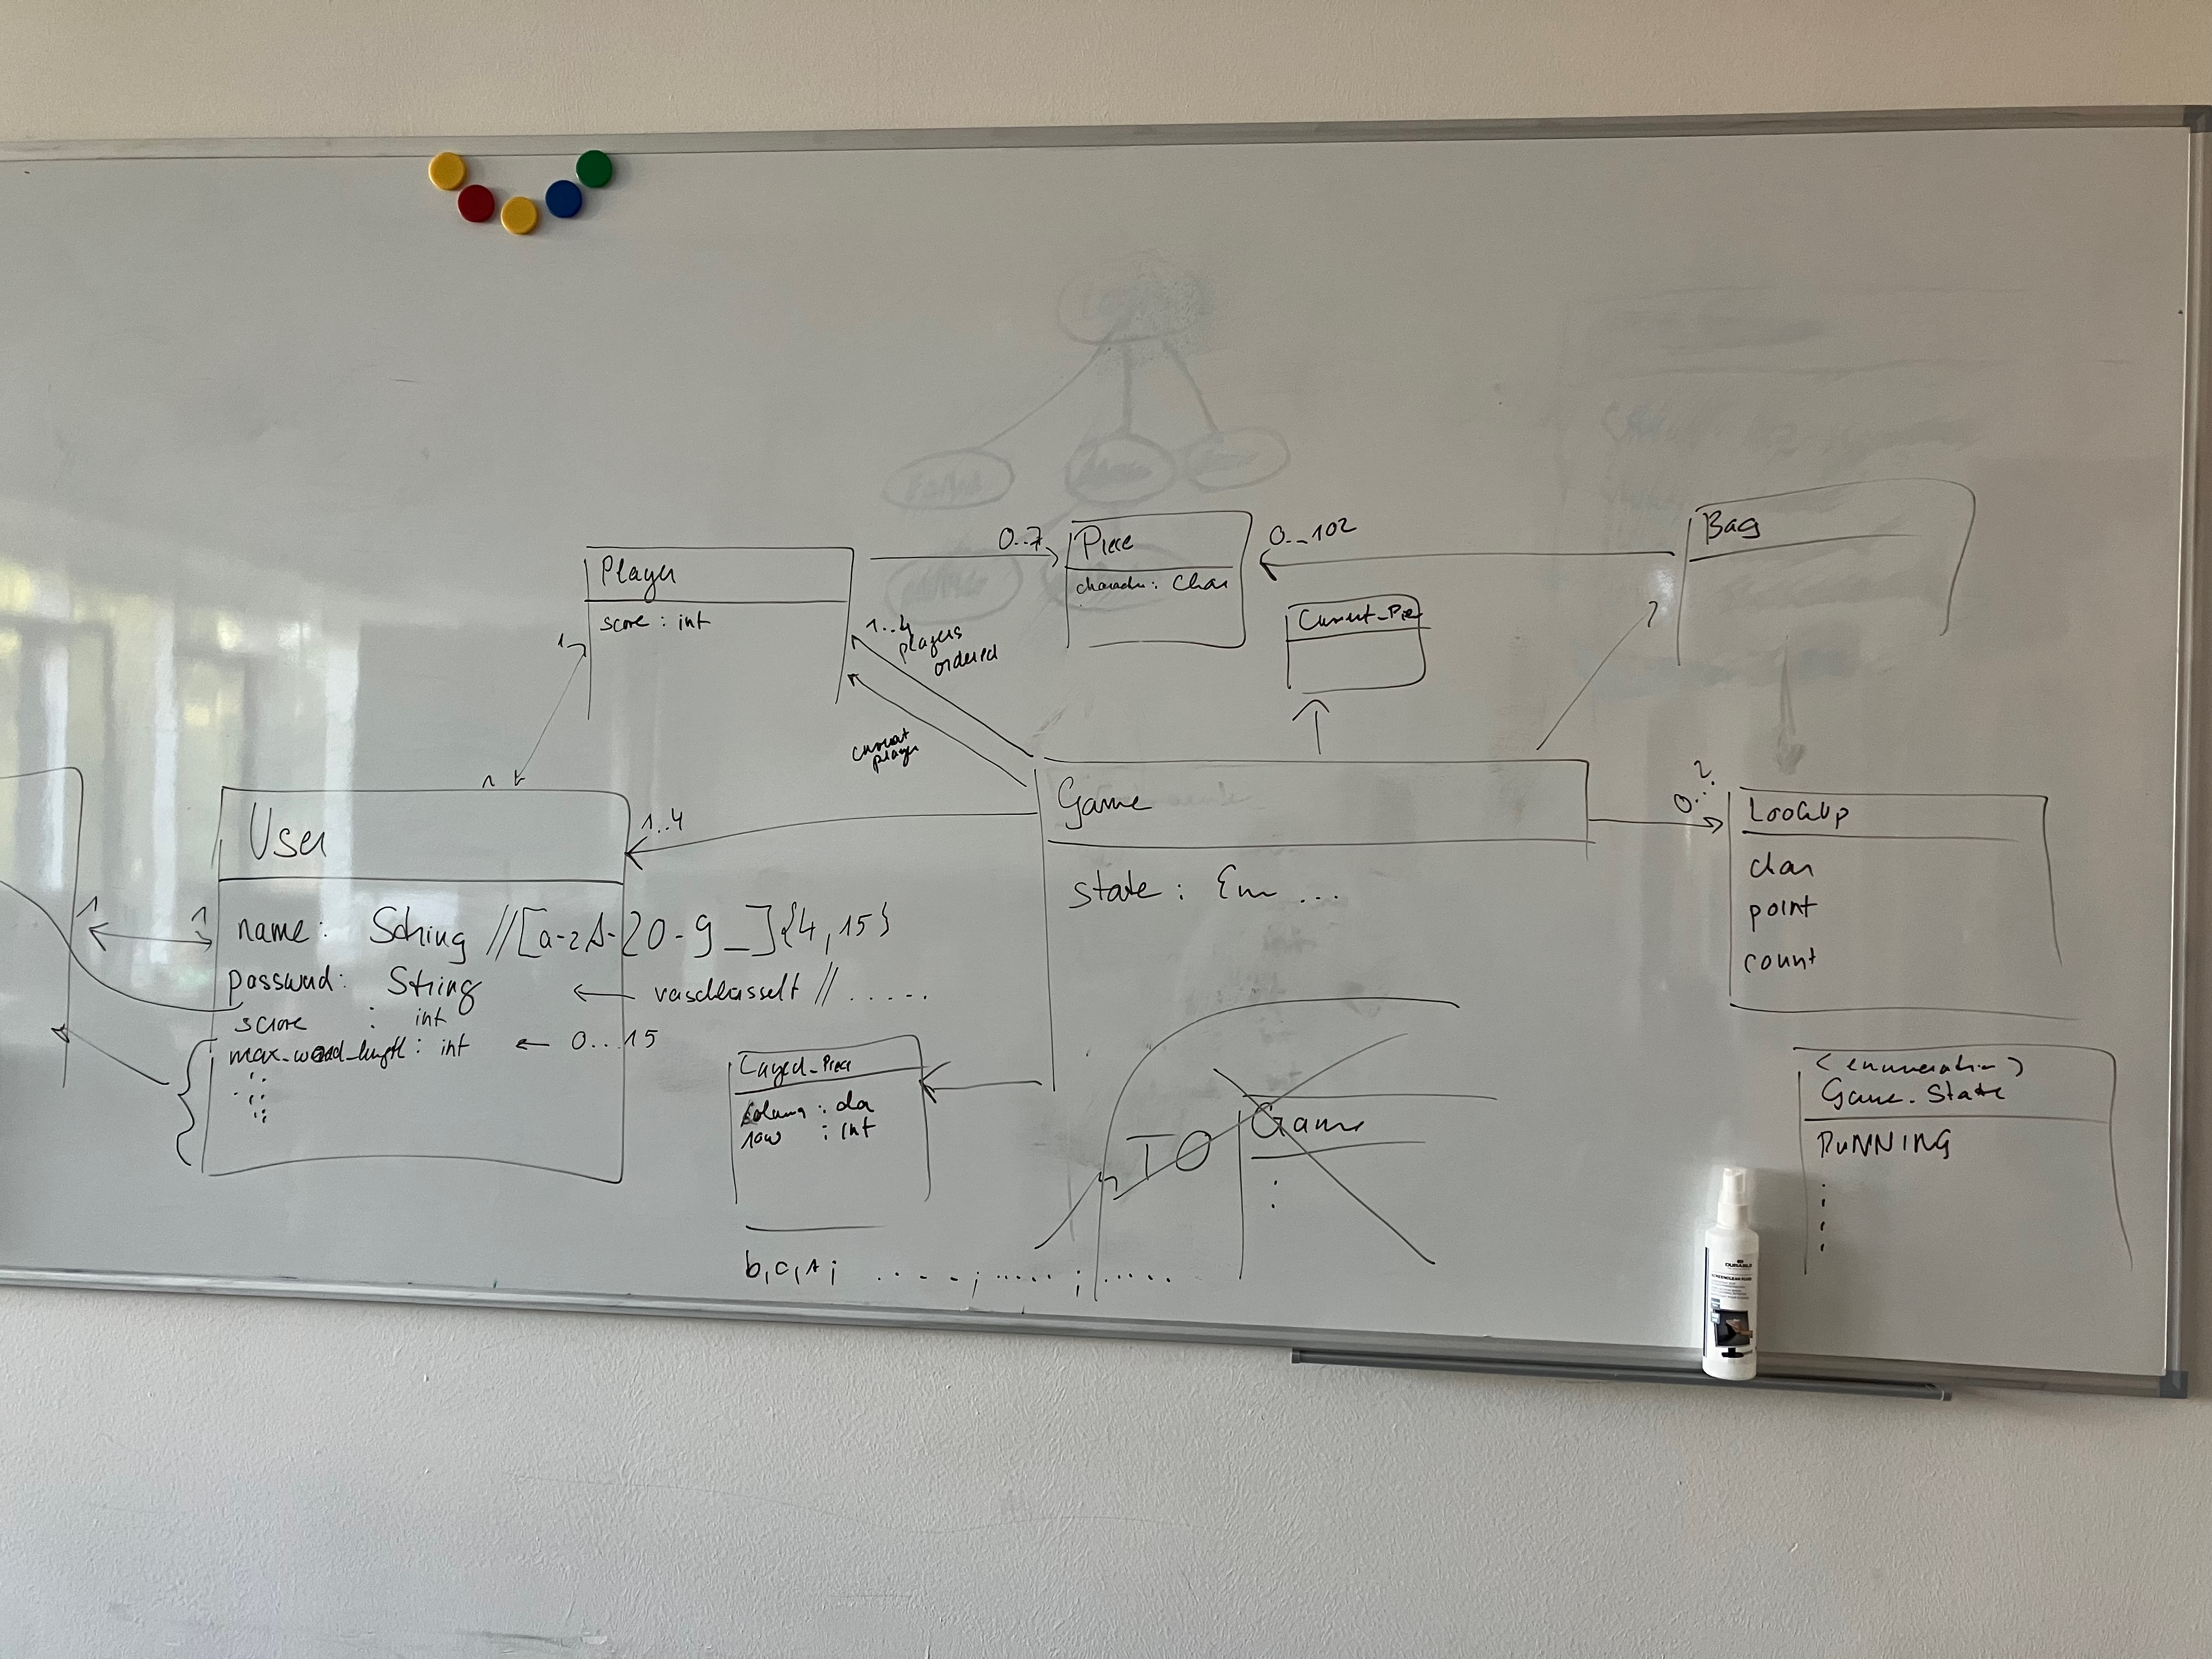 Player
score : int
1
0..7
Piece
character : Char
0..102
Bag
Current_Piece
1..4
players
ordered
current
player
1
User
1..4
Game
state : Enu ...
0..?
LookUp
char
point
count
1
1
name : String //[a-zA-Z0-9_]{4,15}
password : String ← verschlüsselt // ......
score : int
max_word_length : int ← 0...15
Layed_Piece
column : cha
row : int
b,c,1;
TO
Game
(enumeration)
Game_State
RUNNING
DURABLE